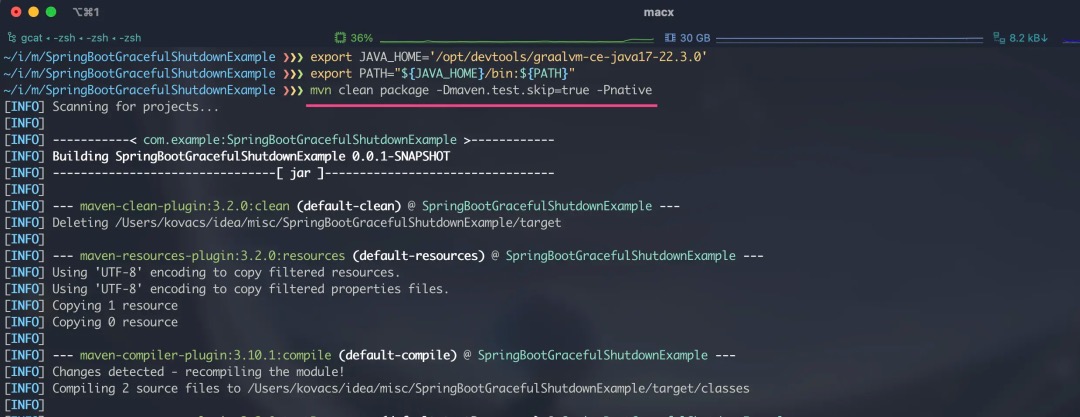 ⌥⌘1 macx
gcat • -zsh • -zsh • -zsh 36% 30 GB 8.2 kB↓
~/i/m/SpringBootGracefulShutdownExample ❯❯❯ export JAVA_HOME='/opt/devtools/graalvm-ce-java17-22.3.0'
~/i/m/SpringBootGracefulShutdownExample ❯❯❯ export PATH="${JAVA_HOME}/bin:${PATH}"
~/i/m/SpringBootGracefulShutdownExample ❯❯❯ mvn clean package -Dmaven.test.skip=true -Pnative
[INFO] Scanning for projects...
[INFO]
[INFO] -----------< com.example:SpringBootGracefulShutdownExample >------------
[INFO] Building SpringBootGracefulShutdownExample 0.0.1-SNAPSHOT
[INFO] --------------------------------[ jar ]---------------------------------
[INFO]
[INFO] --- maven-clean-plugin:3.2.0:clean (default-clean) @ SpringBootGracefulShutdownExample ---
[INFO] Deleting /Users/kovacs/idea/misc/SpringBootGracefulShutdownExample/target
[INFO]
[INFO] --- maven-resources-plugin:3.2.0:resources (default-resources) @ SpringBootGracefulShutdownExample ---
[INFO] Using 'UTF-8' encoding to copy filtered resources.
[INFO] Using 'UTF-8' encoding to copy filtered properties files.
[INFO] Copying 1 resource
[INFO] Copying 0 resource
[INFO]
[INFO] --- maven-compiler-plugin:3.10.1:compile (default-compile) @ SpringBootGracefulShutdownExample ---
[INFO] Changes detected - recompiling the module!
[INFO] Compiling 2 source files to /Users/kovacs/idea/misc/SpringBootGracefulShutdownExample/target/classes
[INFO]